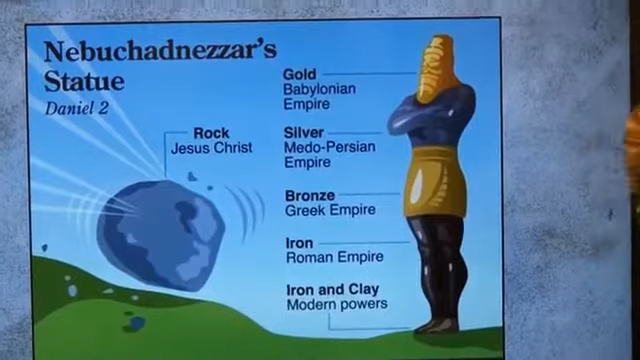 Nebuchadnezzar's
Statue
Daniel 2
Rock
Jesus Christ
Gold
Babylonian
Empire
Silver
Medo-Persian
Empire
Bronze
Greek Empire
Iron
Roman Empire
Iron and Clay
Modern powers